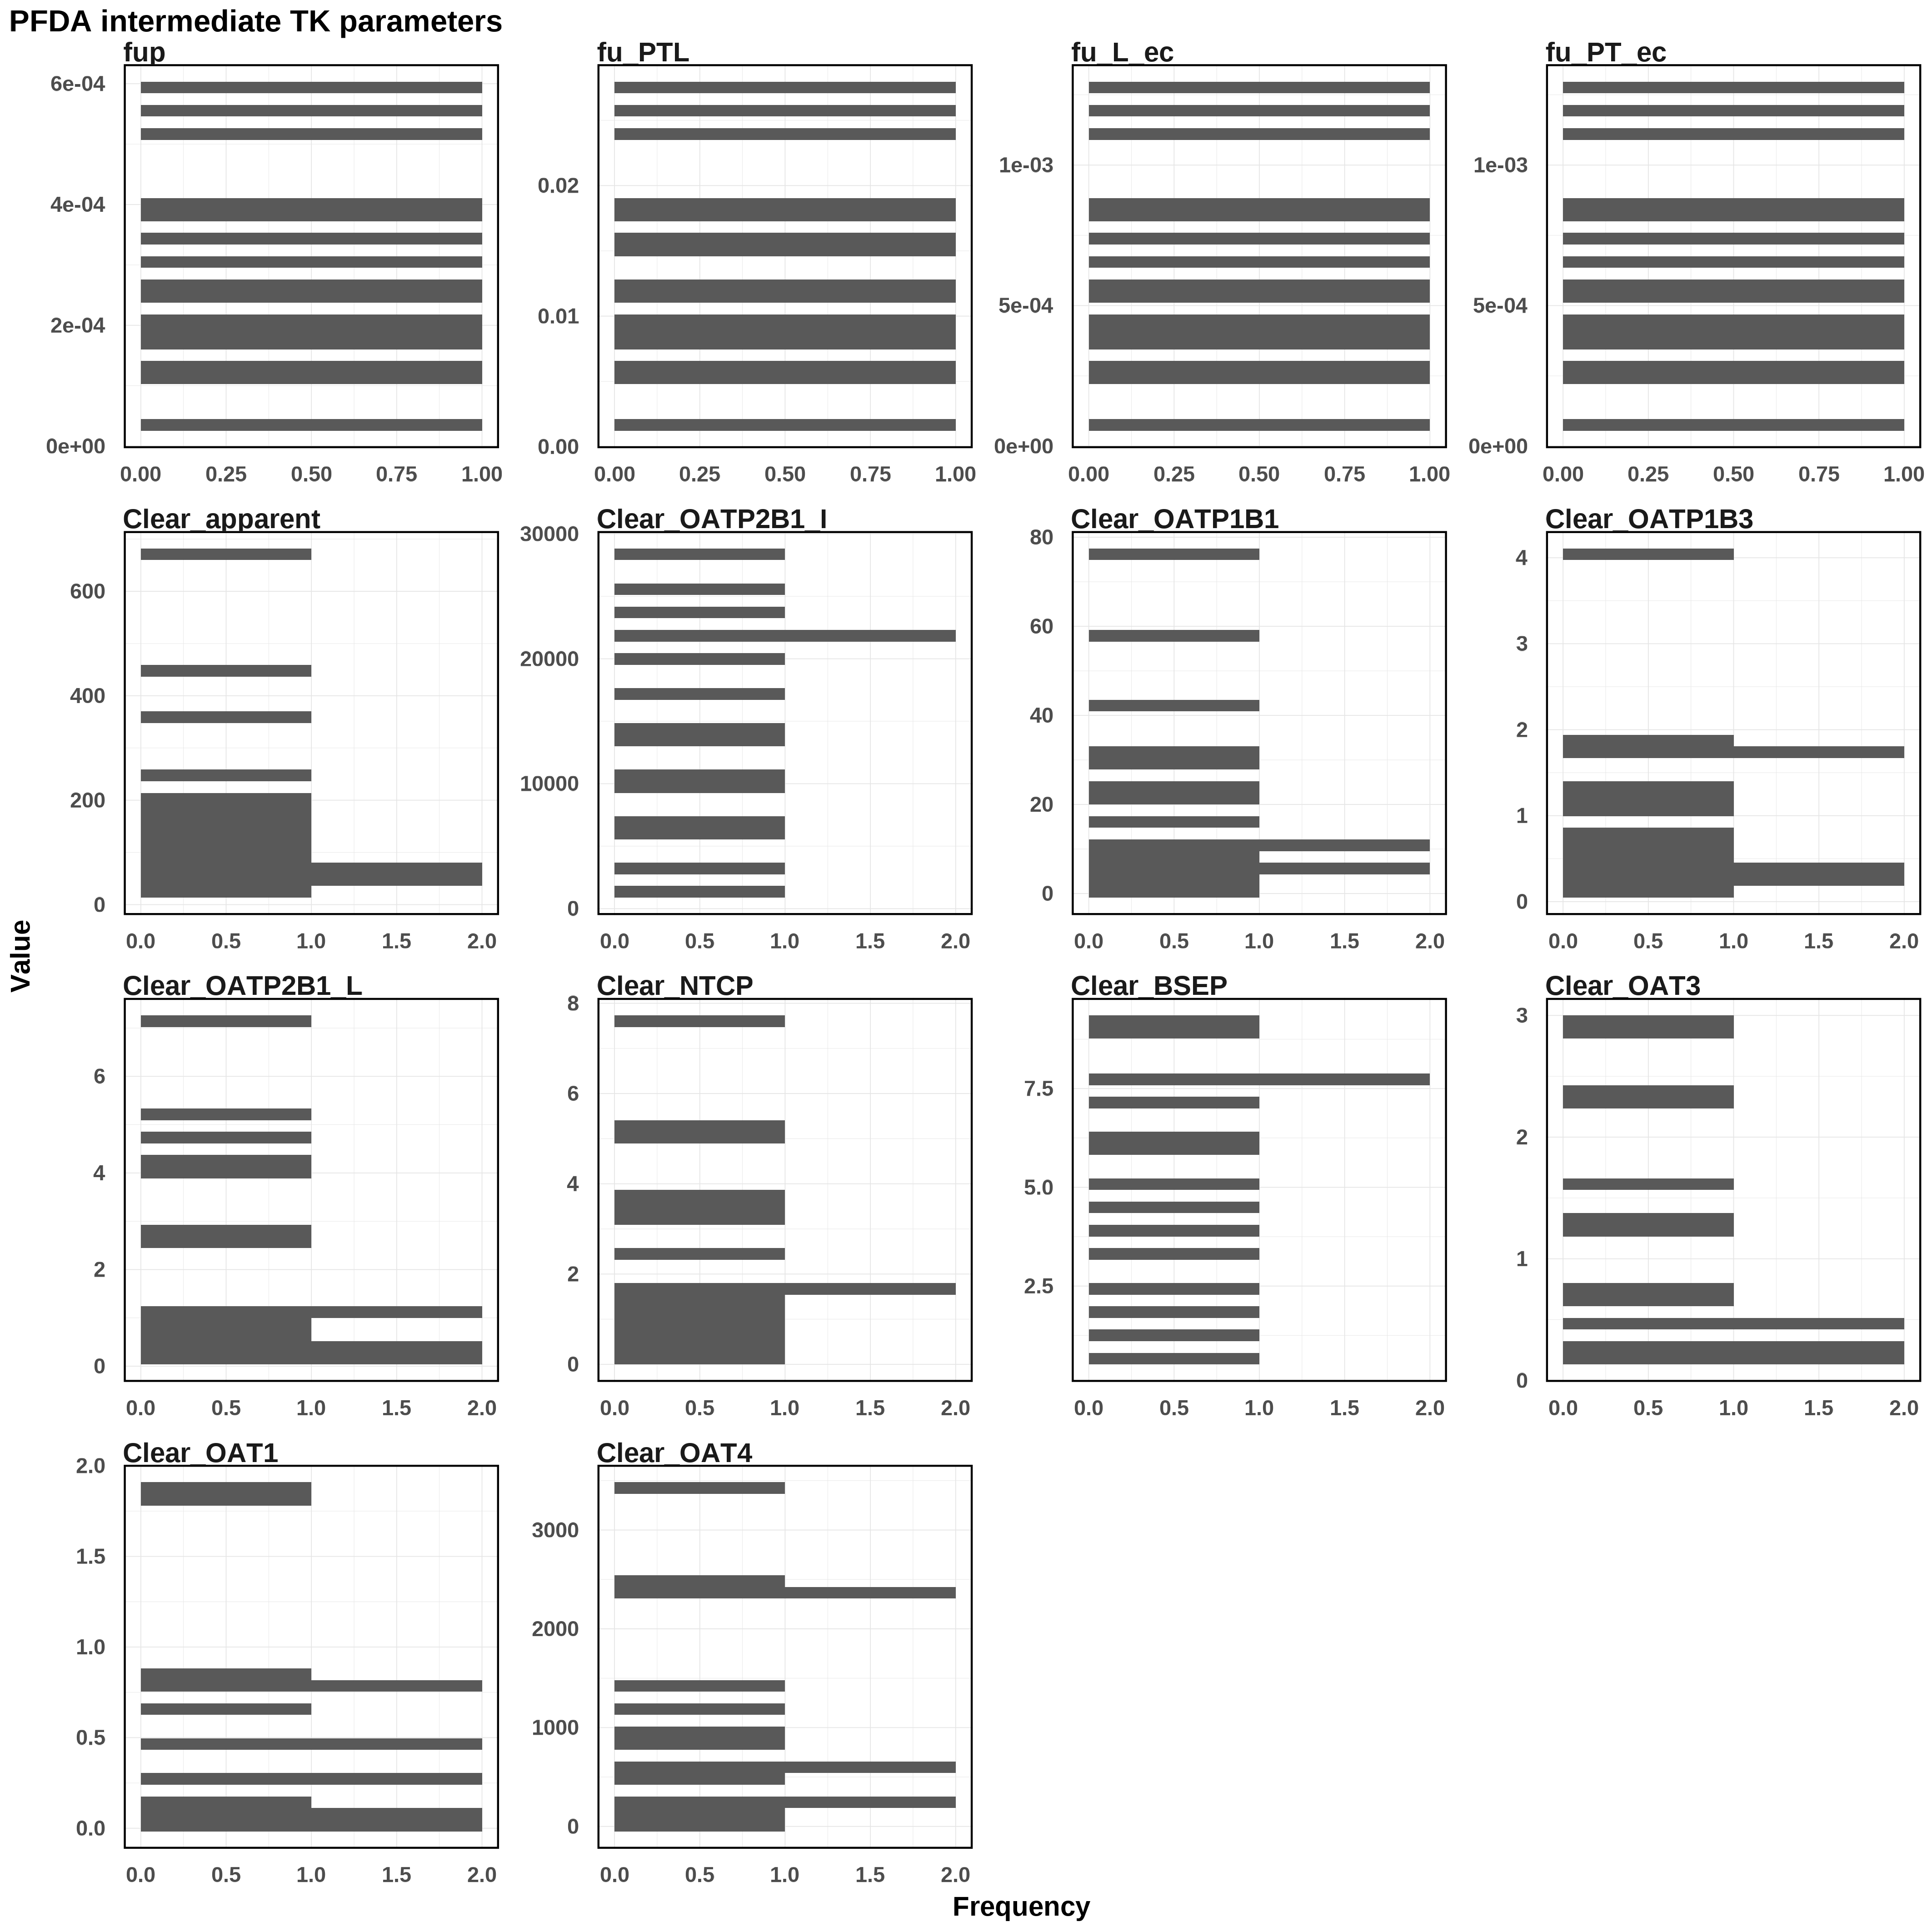 PFDA intermediate TK parameters
fup fu_PTL fu_L_ec fu_PT_ec
6e-04
4e-04
2e-04
0e+00
0.02
0.01
0.00
1e-03
5e-04
0e+00
1e-03
5e-04
0e+00
0.00 0.25 0.50 0.75 1.00 0.00 0.25 0.50 0.75 1.00 0.00 0.25 0.50 0.75 1.00 0.00 0.25 0.50 0.75 1.00
Clear_apparent Clear_OATP2B1_I Clear_OATP1B1 Clear_OATP1B3
600
400
200
0
30000
20000
10000
0
80
60
40
20
0
4
3
2
1
0
0.0 0.5 1.0 1.5 2.0 0.0 0.5 1.0 1.5 2.0 0.0 0.5 1.0 1.5 2.0 0.0 0.5 1.0 1.5 2.0
Value
Clear_OATP2B1_L Clear_NTCP Clear_BSEP Clear_OAT3
6
4
2
0
8
6
4
2
0
7.5
5.0
2.5
3
2
1
0
0.0 0.5 1.0 1.5 2.0 0.0 0.5 1.0 1.5 2.0 0.0 0.5 1.0 1.5 2.0 0.0 0.5 1.0 1.5 2.0
Clear_OAT1 Clear_OAT4
2.0
1.5
1.0
0.5
0.0
3000
2000
1000
0
0.0 0.5 1.0 1.5 2.0 0.0 0.5 1.0 1.5 2.0
Frequency